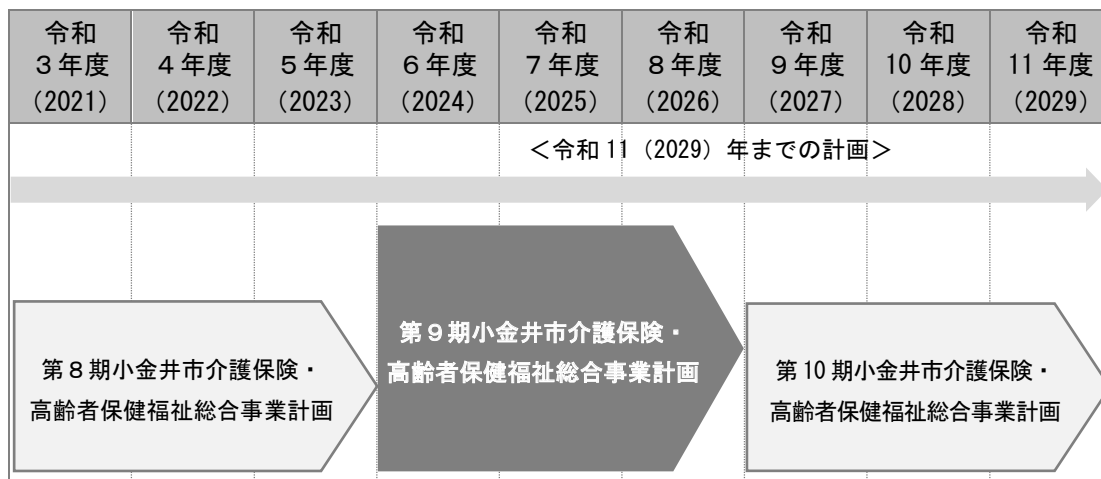 令和 令和 令和 令和 令和 令和 令和 令和 令和
３年度 ４年度 ５年度 ６年度 ７年度 ８年度 ９年度 10年度 11年度
（2021） （2022） （2023） （2024） （2025） （2026） （2027） （2028） （2029）
＜令和11（2029）年までの計画＞
第８期小金井市介護保険・
高齢者保健福祉総合事業計画
第９期小金井市介護保険・
高齢者保健福祉総合事業計画
第10期小金井市介護保険・
高齢者保健福祉総合事業計画